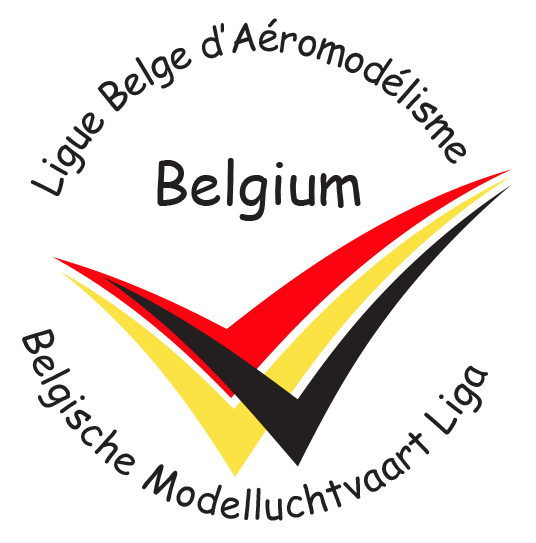 Ligue Belge d'Aéromodélisme
Belgium
Belgische Modelluchtvaart Liga